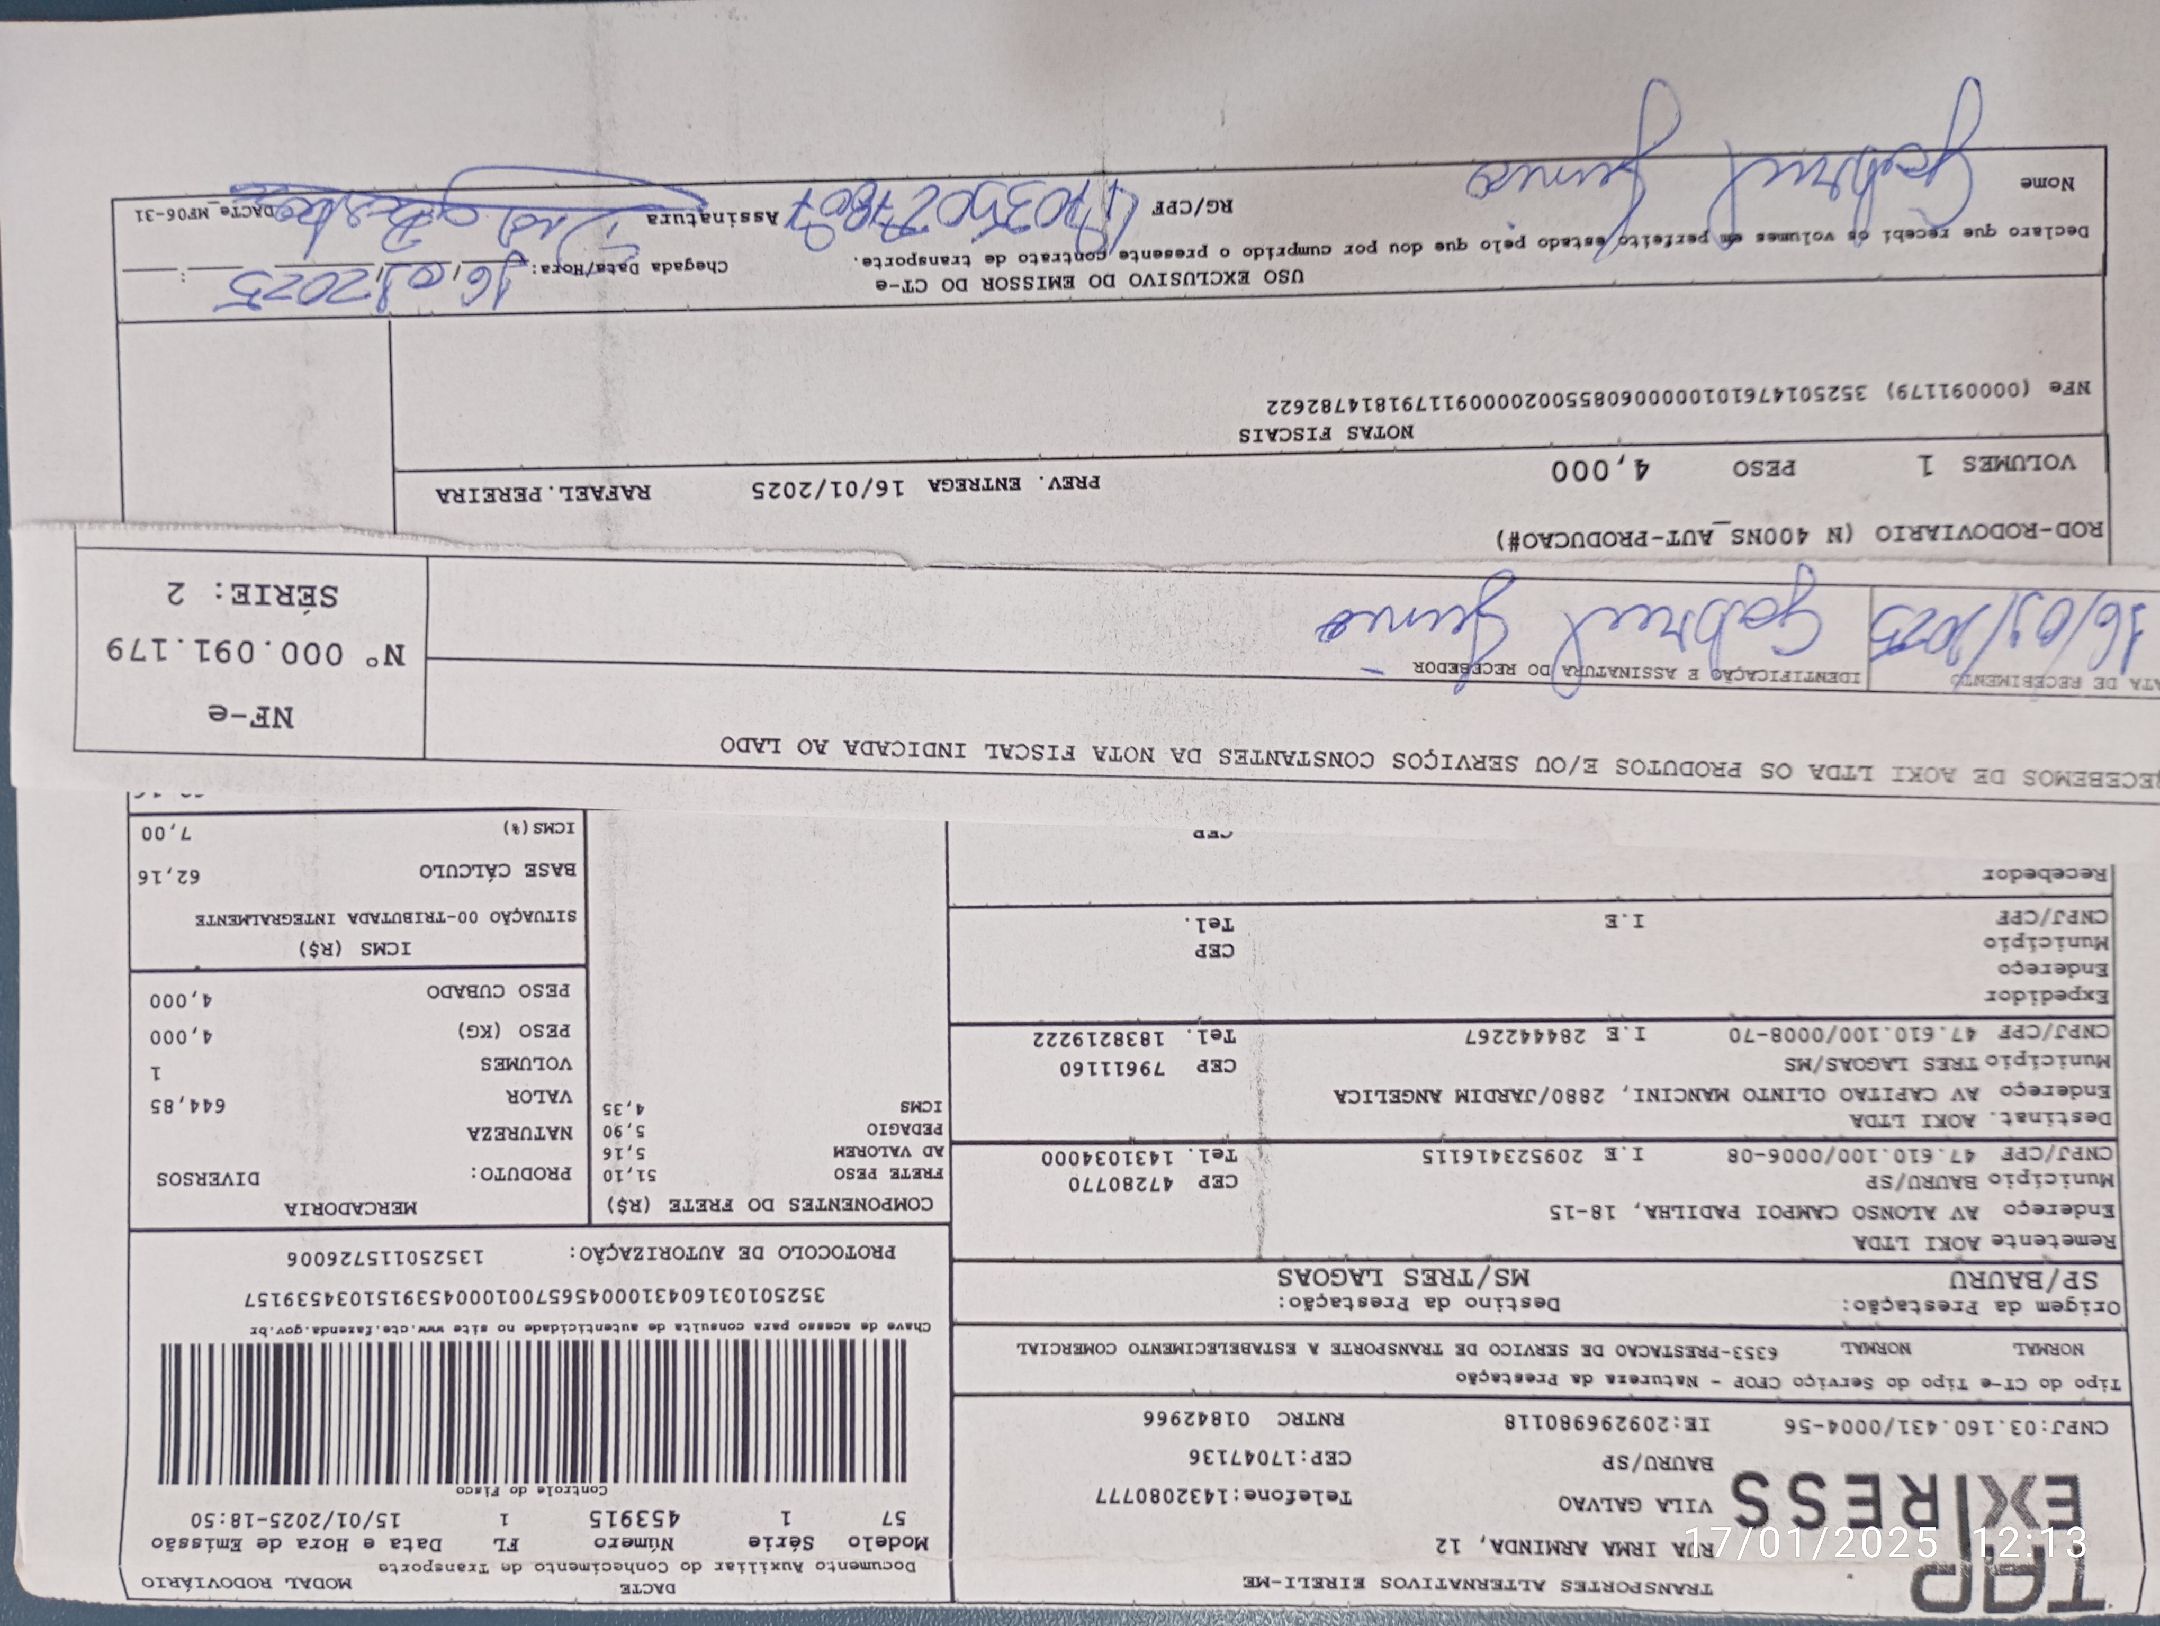 TAP
EXPRESS
TRANSPORTES ALTERNATIVOS EIRELI-ME
RUA IRMA ARMINDA, 12
VILA GALVAO Telefone:1432080777
BAURU/SP CEP:17047136
CNPJ:03.160.431/0004-56 IE:209296980118 RNTRC 01842966
DACTE MODAL RODOVIÁRIO
Documento Auxiliar do Conhecimento de Transporte
Modelo Série Número FL Data e Hora de Emissão
57 1 453915 1 15/01/2025-18:50
Controle do Fisco
Chave de acesso para consulta de autenticidade no site www.cte.fazenda.gov.br
35250103160431000456570010004539151034539157
PROTOCOLO DE AUTORIZAÇÃO: 135250115726006
Tipo do CT-e Tipo do Serviço CFOP - Natureza da Prestação
NORMAL NORMAL 6353-PRESTACAO DE SERVICO DE TRANSPORTE A ESTABELECIMENTO COMERCIAL
Origem da Prestação: Destino da Prestação:
SP/BAURU MS/TRES LAGOAS
Remetente AOKI LTDA
Endereço AV ALONSO CAMPOI PADILHA, 18-15
Município BAURU/SP CEP 47280770
CNPJ/CPF 47.610.100/0006-08 I.E 209523416115 Tel. 1431034000
Destinat. AOKI LTDA
Endereço AV CAPITAO OLINTO MANCINI, 2880/JARDIM ANGELICA
Município TRES LAGOAS/MS CEP 79611160
CNPJ/CPF 47.610.100/0008-70 I.E 284442267 Tel. 1838219222
Expedidor
Endereço
Município CEP
CNPJ/CPF I.E Tel.
Recebedor
CEP
COMPONENTES DO FRETE (R$)
FRETE PESO 51,10
AD VALOREM 5,16
PEDAGIO 5,90
ICMS 4,35
MERCADORIA
PRODUTO: DIVERSOS
NATUREZA
VALOR 644,85
VOLUMES 1
PESO (KG) 4,000
PESO CUBADO 4,000
ICMS (R$)
SITUAÇÃO 00-TRIBUTADA INTEGRALMENTE
BASE CÁLCULO 62,16
ICMS(%) 7,00
ECEBEMOS DE AOKI LTDA OS PRODUTOS E/OU SERVIÇOS CONSTANTES DA NOTA FISCAL INDICADA AO LADO
NF-e
Nº 000.091.179
SÉRIE: 2
ATA DE RECEBIMENTO IDENTIFICAÇÃO E ASSINATURA DO RECEBEDOR
16/01/2025 Gabriel Junio
ROD-RODOVIARIO (N 400NS_AUT-PRODUCAO#)
VOLUMES 1 PESO 4,000 PREV. ENTREGA 16/01/2025 RAFAEL.PEREIRA
NOTAS FISCAIS
NFe (000091179) 35250147610100000608550020000911791814782622
USO EXCLUSIVO DO EMISSOR DO CT-e
Declaro que recebi os volumes em perfeito estado pelo que dou por cumprido o presente contrato de transporte.
Chegada Data/Hora: 16/01/2025 :
Nome Gabriel Junio RG/CPF 47035027807 Assinatura
DACTe_MF06-31
17/01/2025 12:13